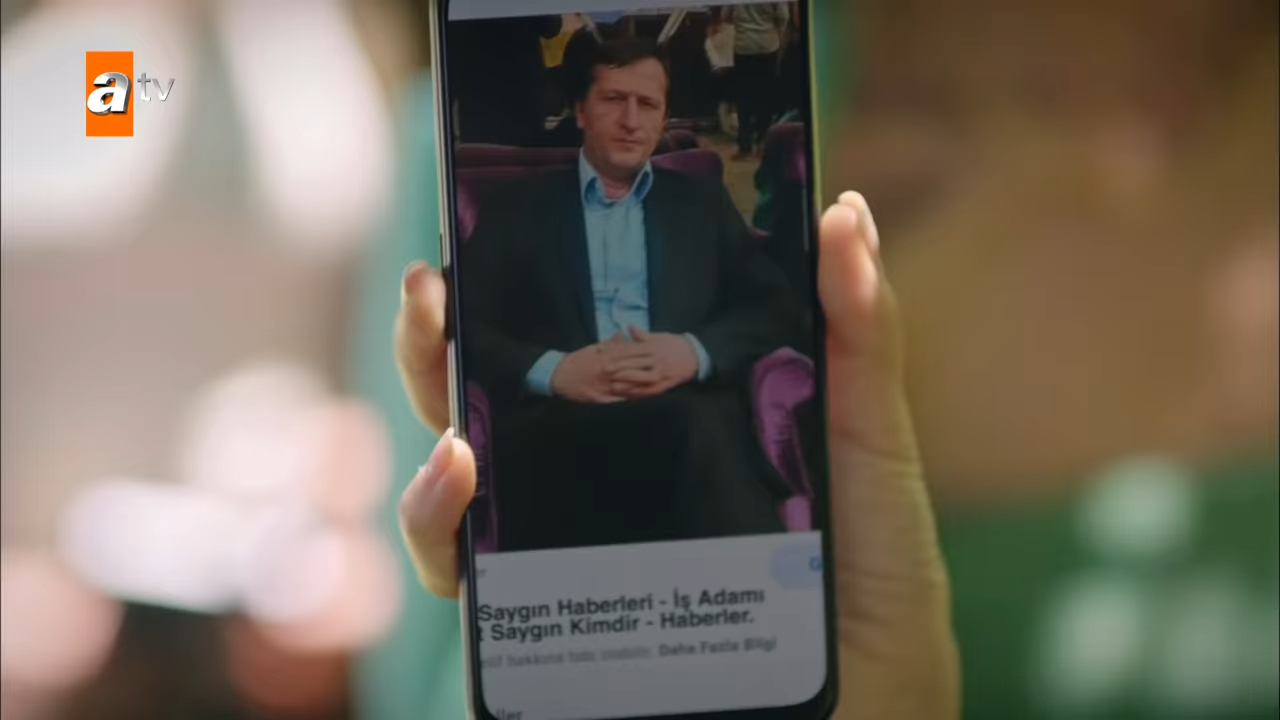 atv
Saygın Haberleri - İş Adamı
t Saygın Kimdir - Haberler.
Daha Fazla Bilgi